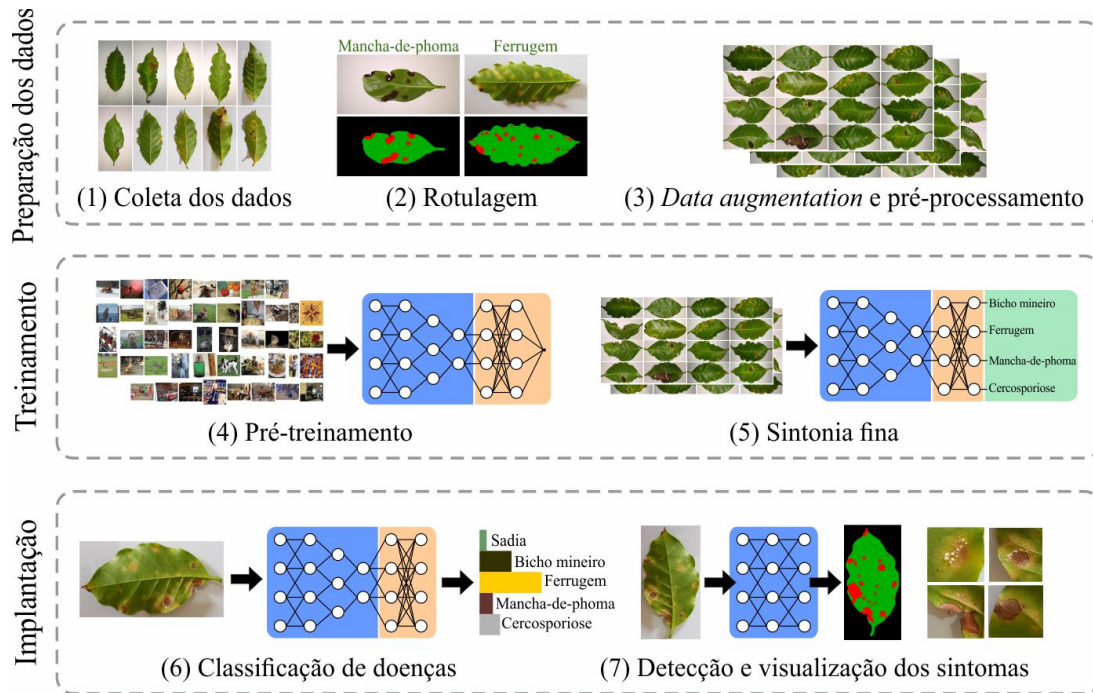 Preparação dos dados
Mancha-de-phoma
Ferrugem
(1) Coleta dos dados
(2) Rotulagem
(3) Data augmentation e pré-processamento
Treinamento
Bicho mineiro
Ferrugem
Mancha-de-phoma
Cercosporiose
(4) Pré-treinamento
(5) Sintonia fina
Implantação
Sadia
Bicho mineiro
Ferrugem
Mancha-de-phoma
Cercosporiose
(6) Classificação de doenças
(7) Detecção e visualização dos sintomas